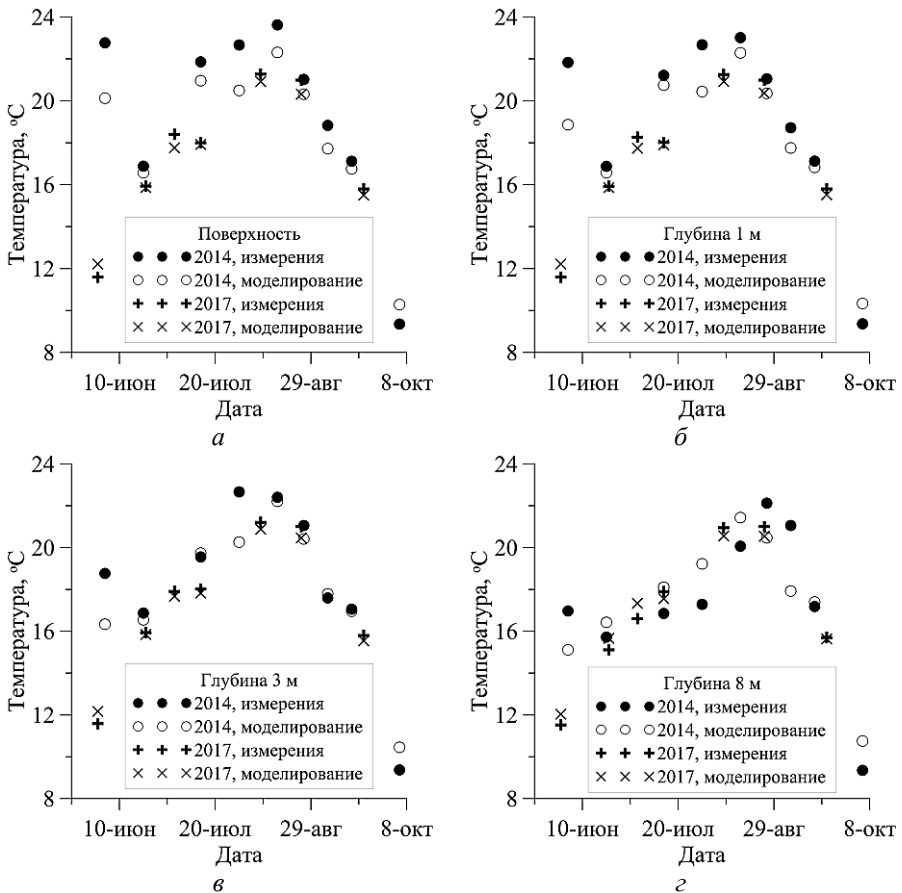 24
20
16
12
8
Температура, °C
Поверхность
2014, измерения
2014, моделирование
2017, измерения
2017, моделирование
10-июн
20-июл
29-авг
8-окт
Дата
а
24
20
16
12
8
Температура, °C
Глубина 1 м
2014, измерения
2014, моделирование
2017, измерения
2017, моделирование
10-июн
20-июл
29-авг
8-окт
Дата
б
24
20
16
12
8
Температура, °C
Глубина 3 м
2014, измерения
2014, моделирование
2017, измерения
2017, моделирование
10-июн
20-июл
29-авг
8-окт
Дата
в
24
20
16
12
8
Температура, °C
Глубина 8 м
2014, измерения
2014, моделирование
2017, измерения
2017, моделирование
10-июн
20-июл
29-авг
8-окт
Дата
г